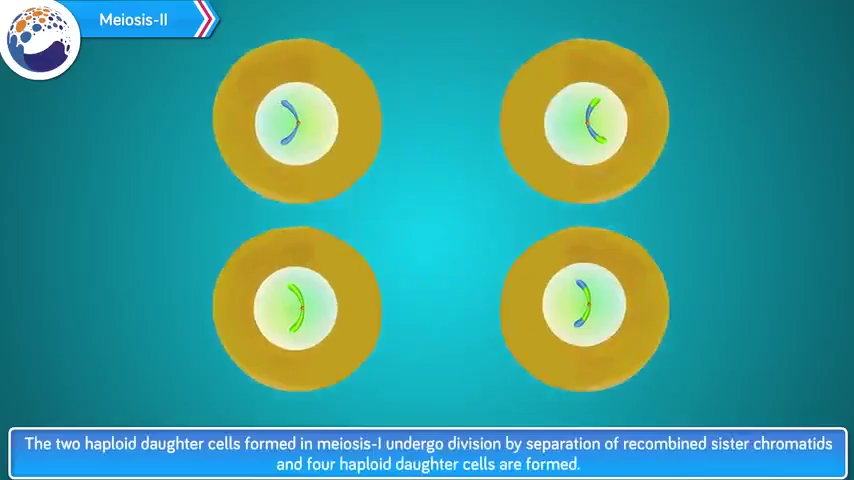 Meiosis-II
The two haploid daughter cells formed in meiosis-I undergo division by separation of recombined sister chromatids
and four haploid daughter cells are formed.